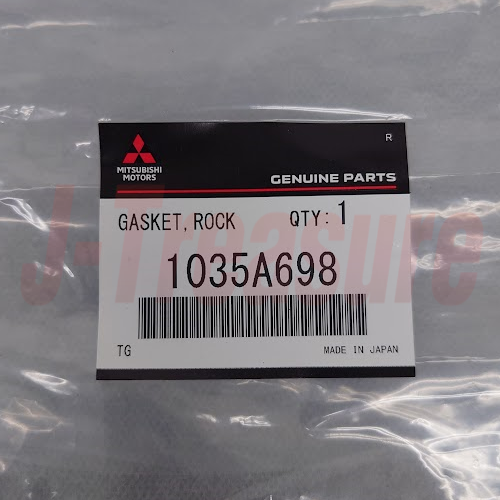 R
MITSUBISHI
MOTORS
GENUINE PARTS
GASKET, ROCK QTY: 1
1035A698
TG MADE IN JAPAN
J-Treasure